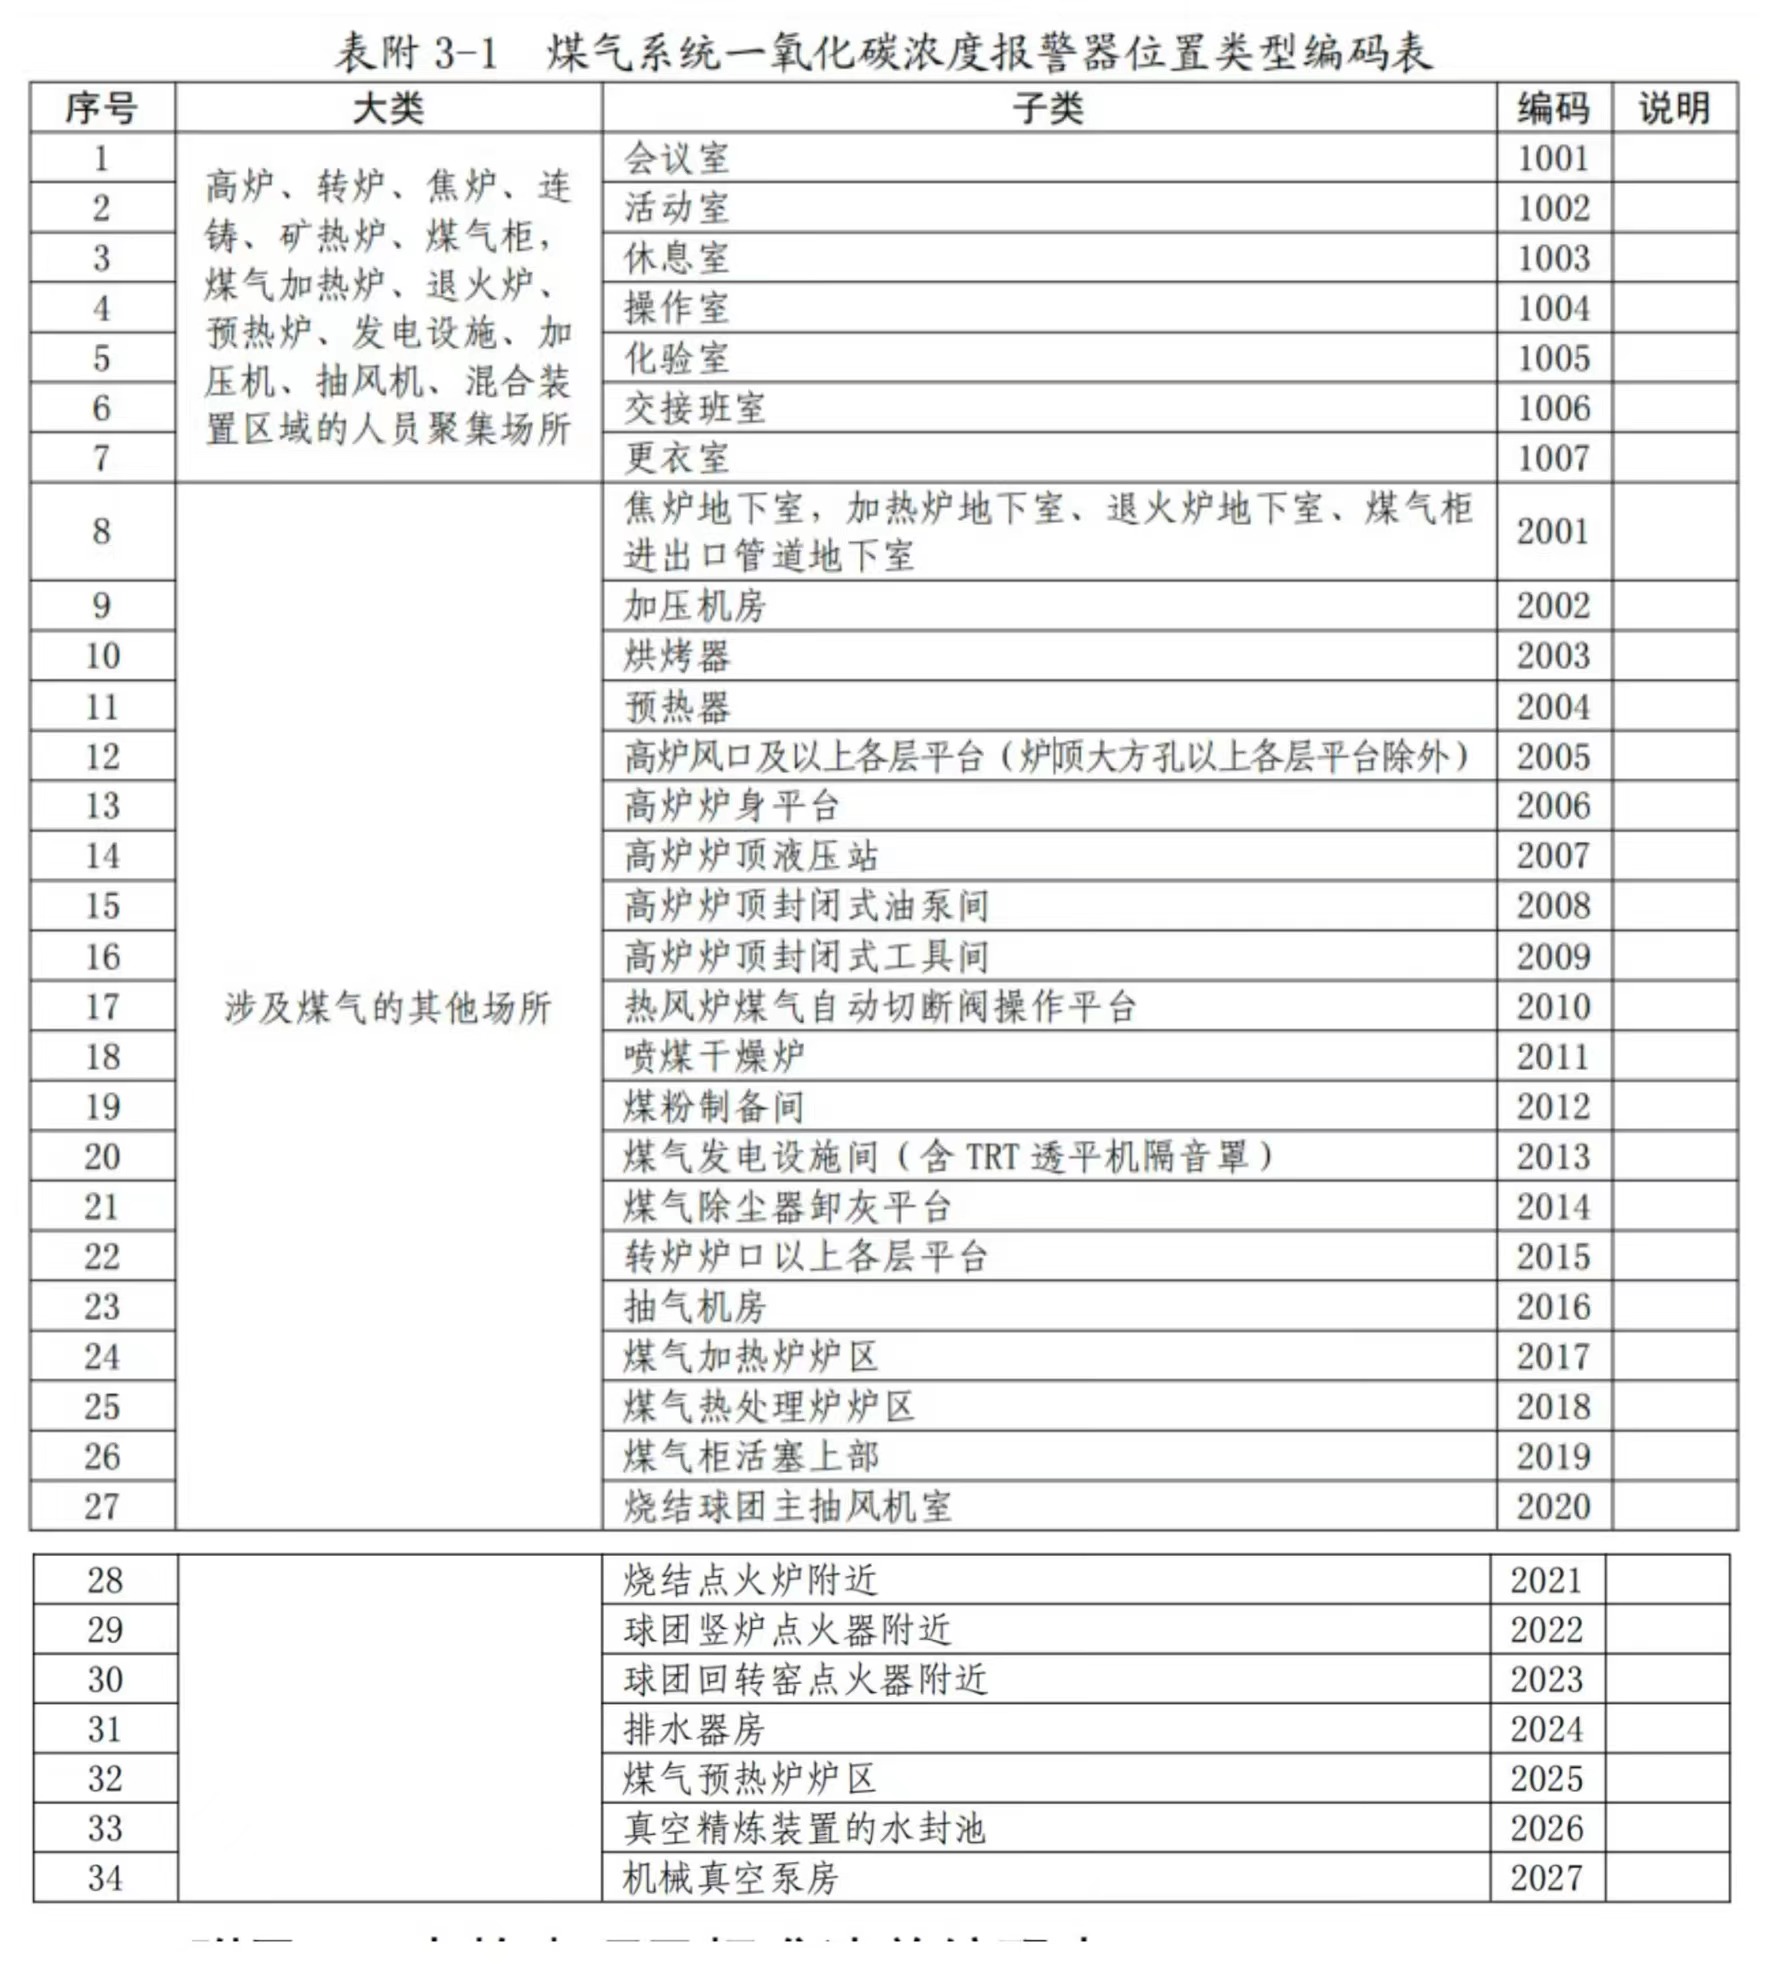 表附 3-1 煤气系统一氧化碳浓度报警器位置类型编码表
序号 大类 子类 编码 说明
高炉、转炉、焦炉、连
铸、矿热炉、煤气柜，
煤气加热炉、退火炉、
预热炉、发电设施、加
压机、抽风机、混合装
置区域的人员聚集场所
1 会议室 1001
2 活动室 1002
3 休息室 1003
4 操作室 1004
5 化验室 1005
6 交接班室 1006
7 更衣室 1007
涉及煤气的其他场所
8 焦炉地下室，加热炉地下室、退火炉地下室、煤气柜
进出口管道地下室 2001
9 加压机房 2002
10 烘烤器 2003
11 预热器 2004
12 高炉风口及以上各层平台（炉顶大方孔以上各层平台除外） 2005
13 高炉炉身平台 2006
14 高炉炉顶液压站 2007
15 高炉炉顶封闭式油泵间 2008
16 高炉炉顶封闭式工具间 2009
17 热风炉煤气自动切断阀操作平台 2010
18 喷煤干燥炉 2011
19 煤粉制备间 2012
20 煤气发电设施间（含 TRT 透平机隔音罩） 2013
21 煤气除尘器卸灰平台 2014
22 转炉炉口以上各层平台 2015
23 抽气机房 2016
24 煤气加热炉炉区 2017
25 煤气热处理炉炉区 2018
26 煤气柜活塞上部 2019
27 烧结球团主抽风机室 2020
28 烧结点火炉附近 2021
29 球团竖炉点火器附近 2022
30 球团回转窑点火器附近 2023
31 排水器房 2024
32 煤气预热炉炉区 2025
33 真空精炼装置的水封池 2026
34 机械真空泵房 2027